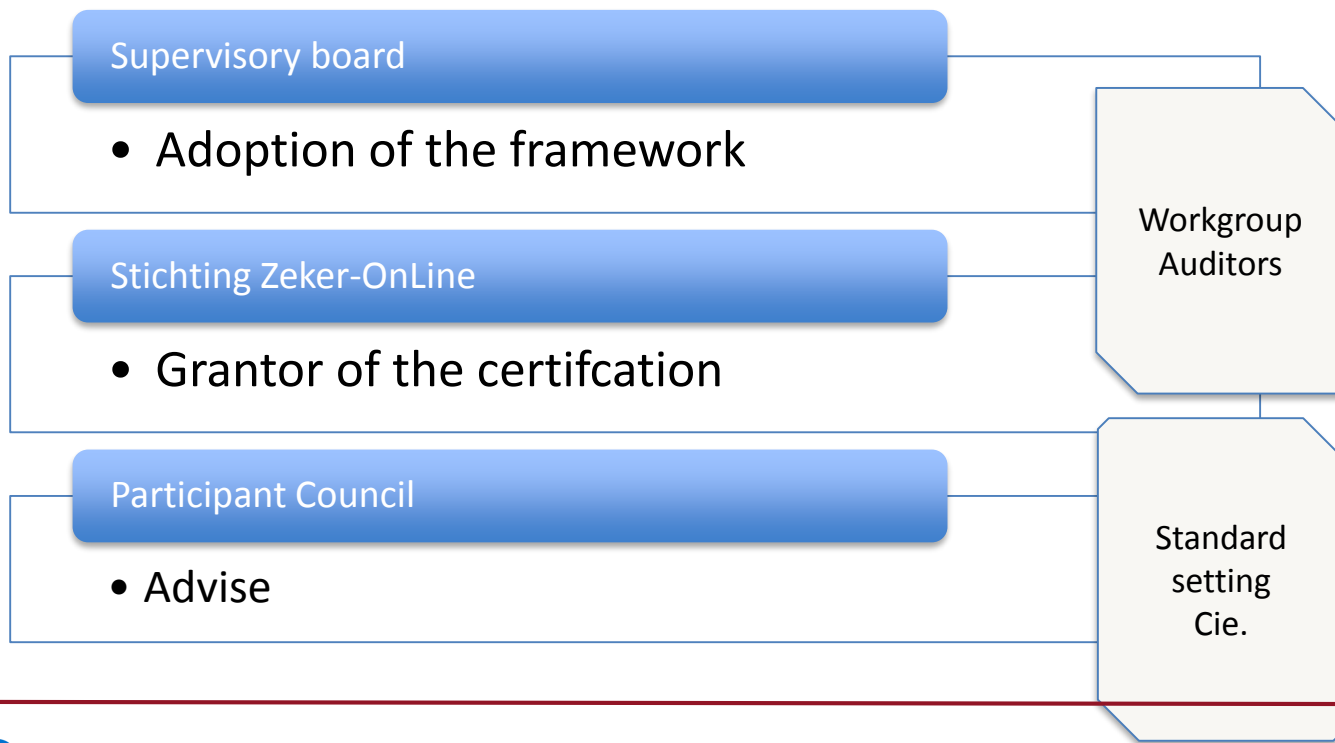 Supervisory board
• Adoption of the framework
Workgroup
Auditors
Stichting Zeker-OnLine
• Grantor of the certifcation
Participant Council
• Advise
Standard
setting
Cie.